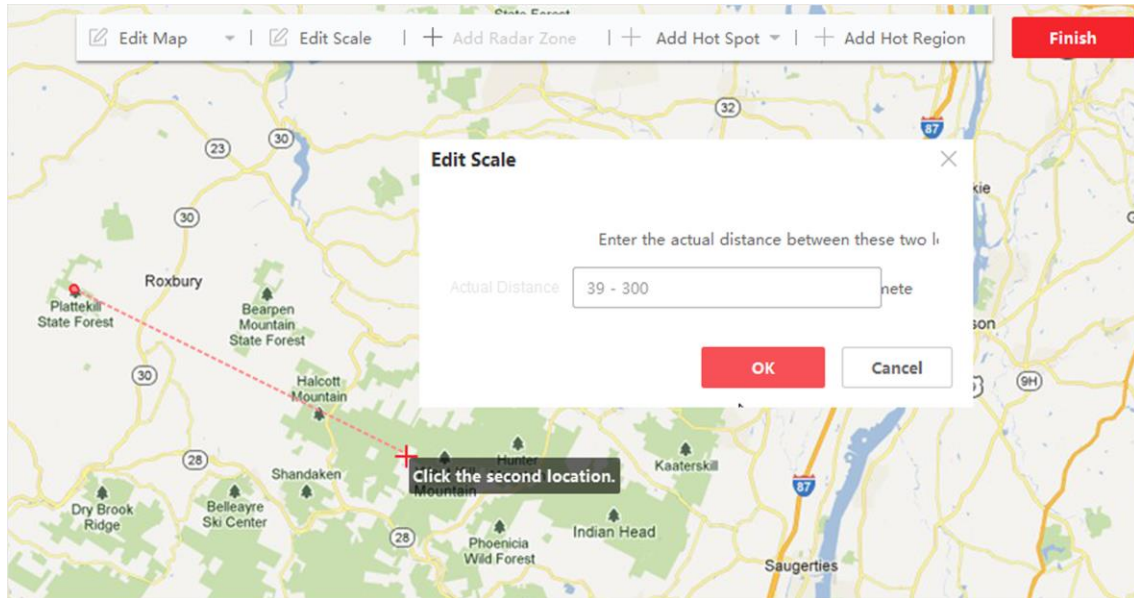 State Forest
Edit Map
Edit Scale
Add Radar Zone
Add Hot Spot
Add Hot Region
Finish
32
87
23
30
Edit Scale
kie
30
Enter the actual distance between these two l
Roxbury
Actual Distance
39 - 300
mete
Plattekill
State Forest
Bearpen
Mountain
State Forest
son
OK
Cancel
30
Halcott
Mountain
9H
28
Shandaken
Hunter
Kaaterskill
Click the second location.
Mountain
87
Dry Brook
Ridge
Belleayre
Ski Center
28
Indian Head
Phoenicia
Wild Forest
Saugerties